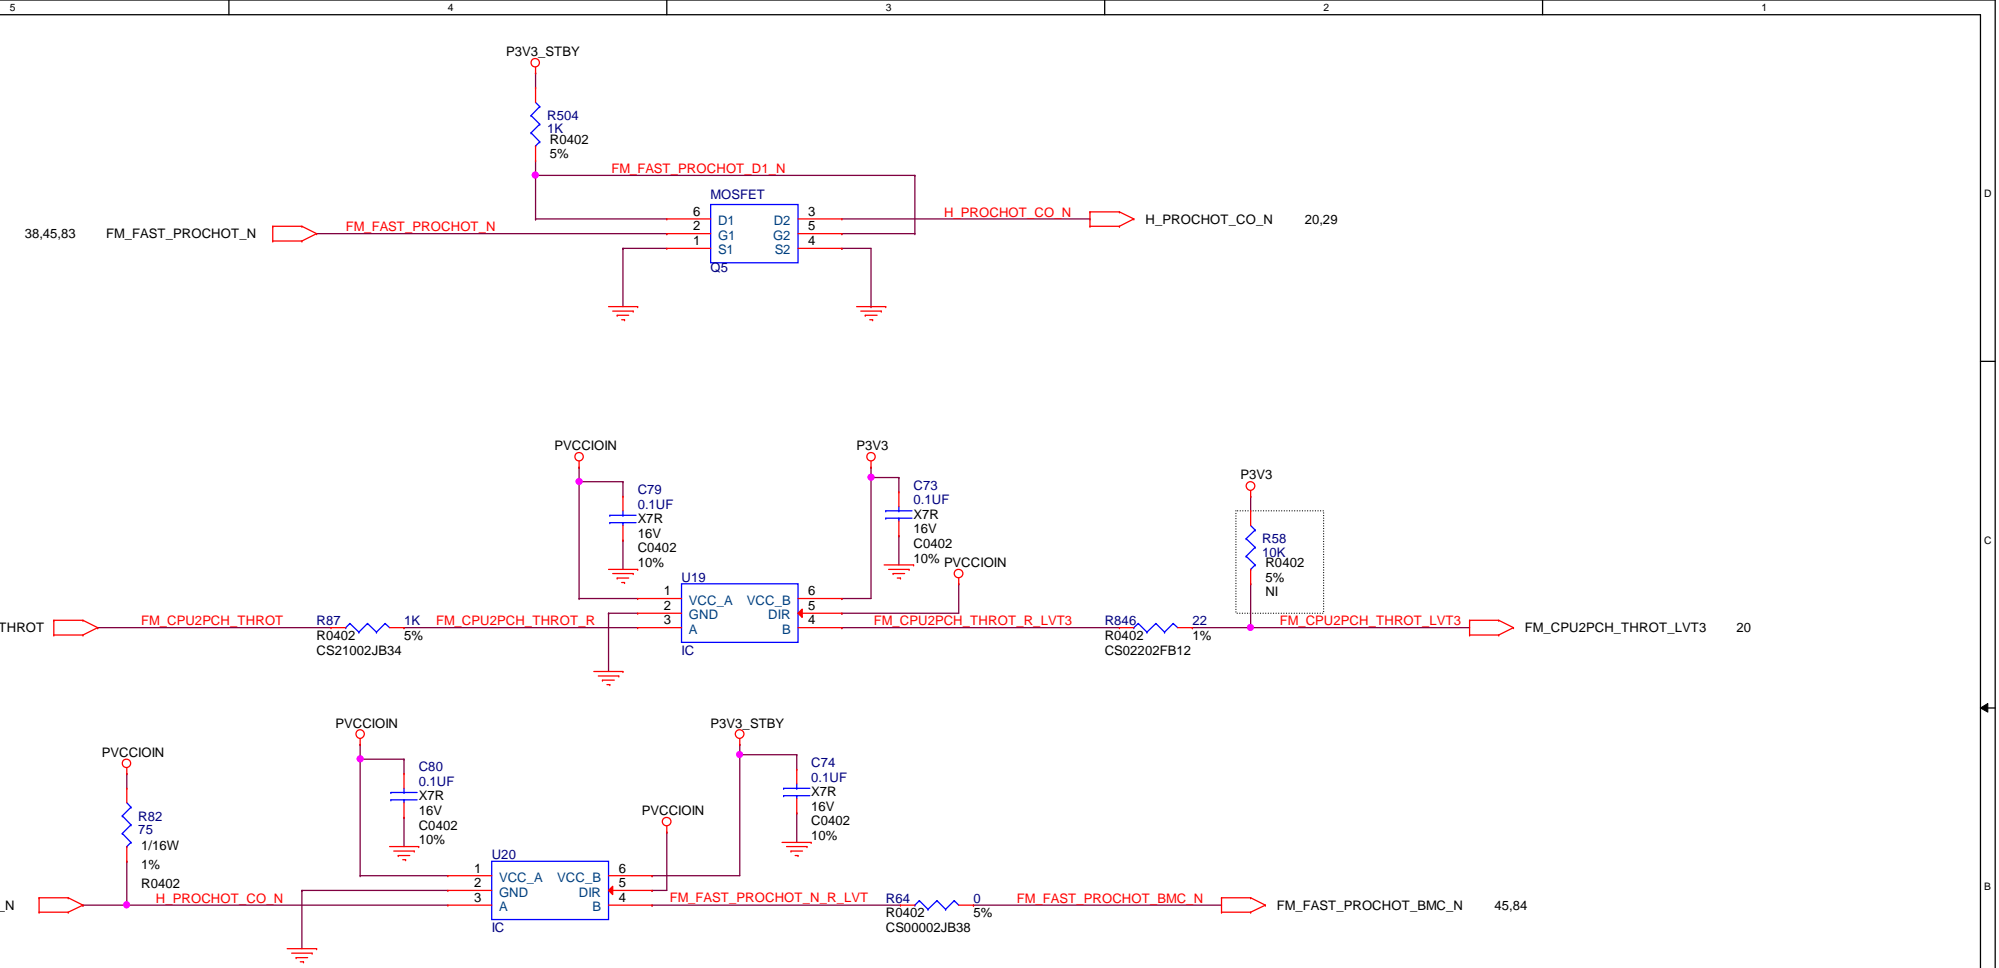 5 4 3 2 1
P3V3_STBY
R504
1K
R0402
5%
FM_FAST_PROCHOT_D1_N
MOSFET
6 D1 D2 3
2 G1 G2 5
1 S1 S2 4
Q5
H_PROCHOT_CO_N
H_PROCHOT_CO_N 20,29
38,45,83 FM_FAST_PROCHOT_N
FM_FAST_PROCHOT_N
D
PVCCIOIN
C79
0.1UF
X7R
16V
C0402
10%
P3V3
C73
0.1UF
X7R
16V
C0402
10%
PVCCIOIN
P3V3
R58
10K
R0402
5%
NI
C
U19
1 VCC_A VCC_B 6
2 GND DIR 5
3 A B 4
IC
THROT
FM_CPU2PCH_THROT
R87 1K
R0402 5%
CS21002JB34
FM_CPU2PCH_THROT_R
FM_CPU2PCH_THROT_R_LVT3
R846 22
R0402 1%
CS02202FB12
FM_CPU2PCH_THROT_LVT3
FM_CPU2PCH_THROT_LVT3 20
PVCCIOIN
R82
75
1/16W
1%
R0402
PVCCIOIN
C80
0.1UF
X7R
16V
C0402
10%
PVCCIOIN
P3V3_STBY
C74
0.1UF
X7R
16V
C0402
10%
U20
1 VCC_A VCC_B 6
2 GND DIR 5
3 A B 4
IC
_N
H_PROCHOT_CO_N
FM_FAST_PROCHOT_N_R_LVT
R64 0
R0402 5%
CS00002JB38
FM_FAST_PROCHOT_BMC_N
FM_FAST_PROCHOT_BMC_N 45,84
B